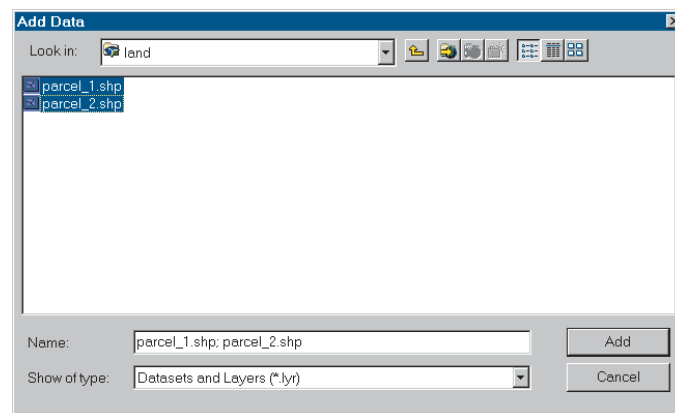 Add Data
Look in: land
parcel_1.shp
parcel_2.shp
Name: parcel_1.shp; parcel_2.shp Add
Show of type: Datasets and Layers (*.lyr) Cancel